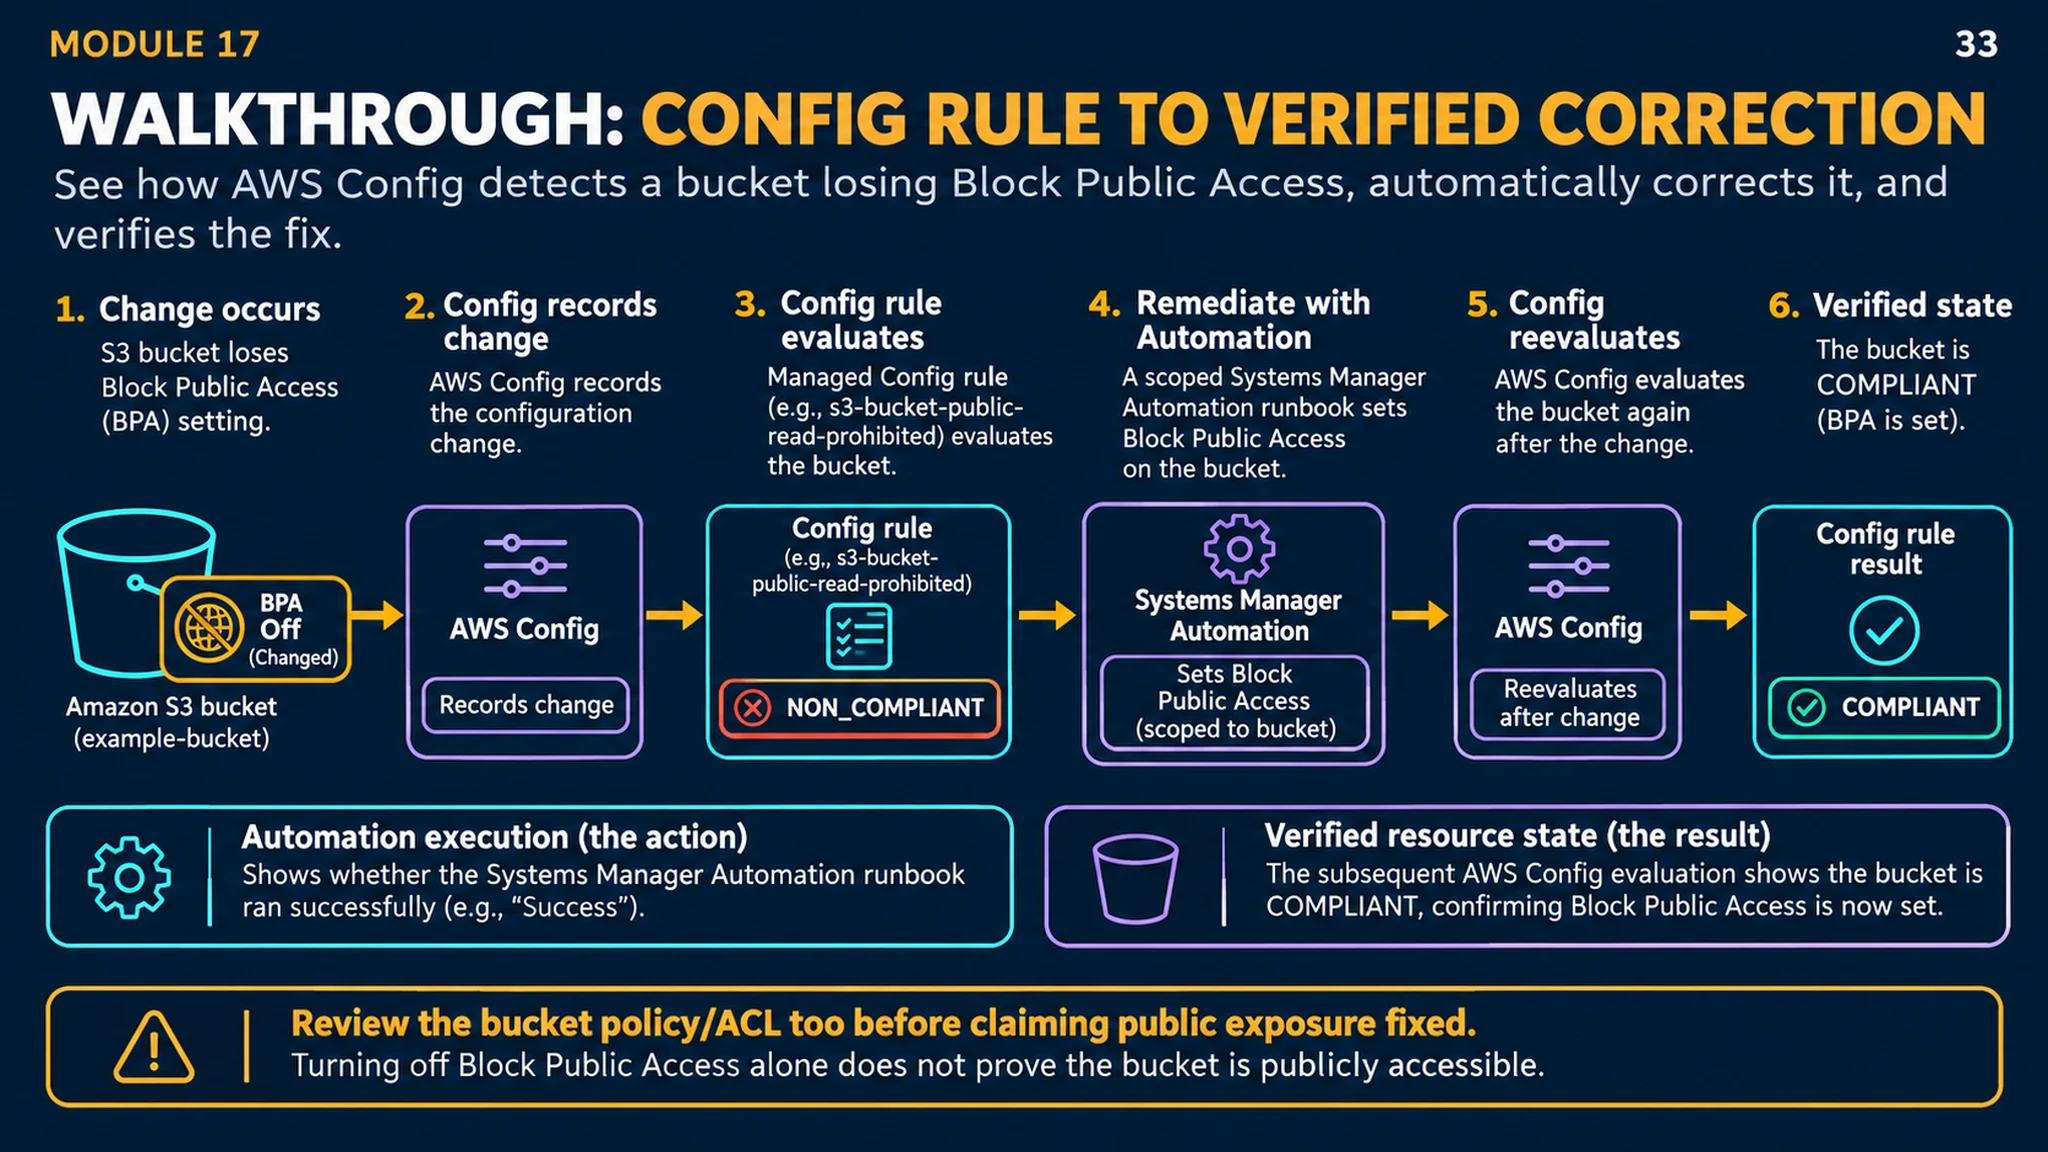 MODULE 17
33
WALKTHROUGH: CONFIG RULE TO VERIFIED CORRECTION
See how AWS Config detects a bucket losing Block Public Access, automatically corrects it, and
verifies the fix.
1. Change occurs
S3 bucket loses
Block Public Access
(BPA) setting.
2. Config records
change
AWS Config records
the configuration
change.
3. Config rule
evaluates
Managed Config rule
(e.g., s3-bucket-public-
read-prohibited) evaluates
the bucket.
4. Remediate with
Automation
A scoped Systems Manager
Automation runbook sets
Block Public Access
on the bucket.
5. Config
reevaluates
AWS Config evaluates
the bucket again
after the change.
6. Verified state
The bucket is
COMPLIANT
(BPA is set).
BPA
Off
(Changed)
Amazon S3 bucket
(example-bucket)
AWS Config
Records change
Config rule
(e.g., s3-bucket-
public-read-prohibited)
NON_COMPLIANT
Systems Manager
Automation
Sets Block
Public Access
(scoped to bucket)
AWS Config
Reevaluates
after change
Config rule
result
COMPLIANT
Automation execution (the action)
Shows whether the Systems Manager Automation runbook
ran successfully (e.g., “Success”).
Verified resource state (the result)
The subsequent AWS Config evaluation shows the bucket is
COMPLIANT, confirming Block Public Access is now set.
Review the bucket policy/ACL too before claiming public exposure fixed.
Turning off Block Public Access alone does not prove the bucket is publicly accessible.